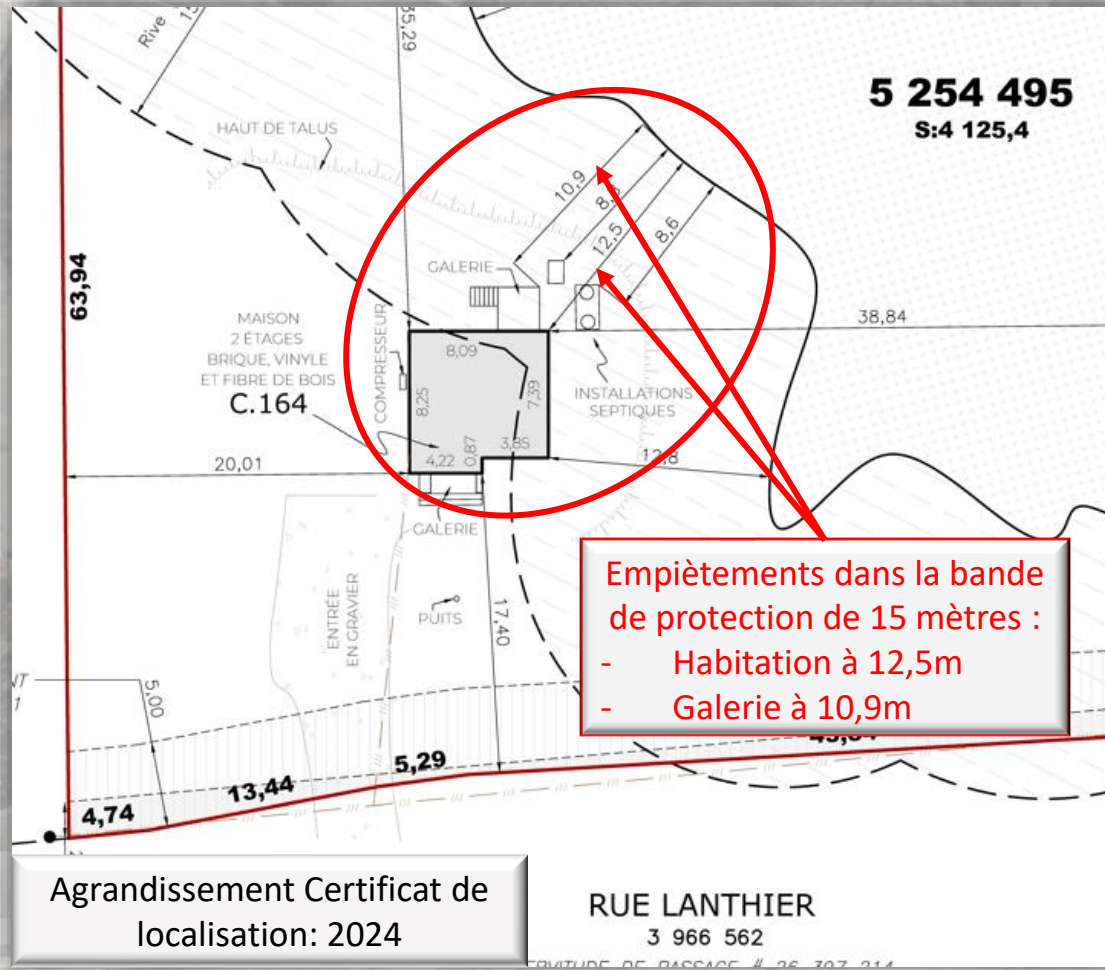 Rive
15
35,29
5 254 495
S:4 125,4
HAUT DE TALUS
10,9
12,5
8,6
63,94
GALERIE
38,84
MAISON
2 ÉTAGES
BRIQUE, VINYLE
ET FIBRE DE BOIS
C.164
COMPRESSEUR
8,09
8,25
7,39
INSTALLATIONS
SEPTIQUES
4,22
0,87
3,85
20,01
12,8
GALERIE
ENTRÉE
EN GRAVIER
PUITS
17,40
Empiètements dans la bande
de protection de 15 mètres :
- Habitation à 12,5m
- Galerie à 10,9m
5,00
5,29
13,44
4,74
Agrandissement Certificat de
localisation: 2024
RUE LANTHIER
3 966 562